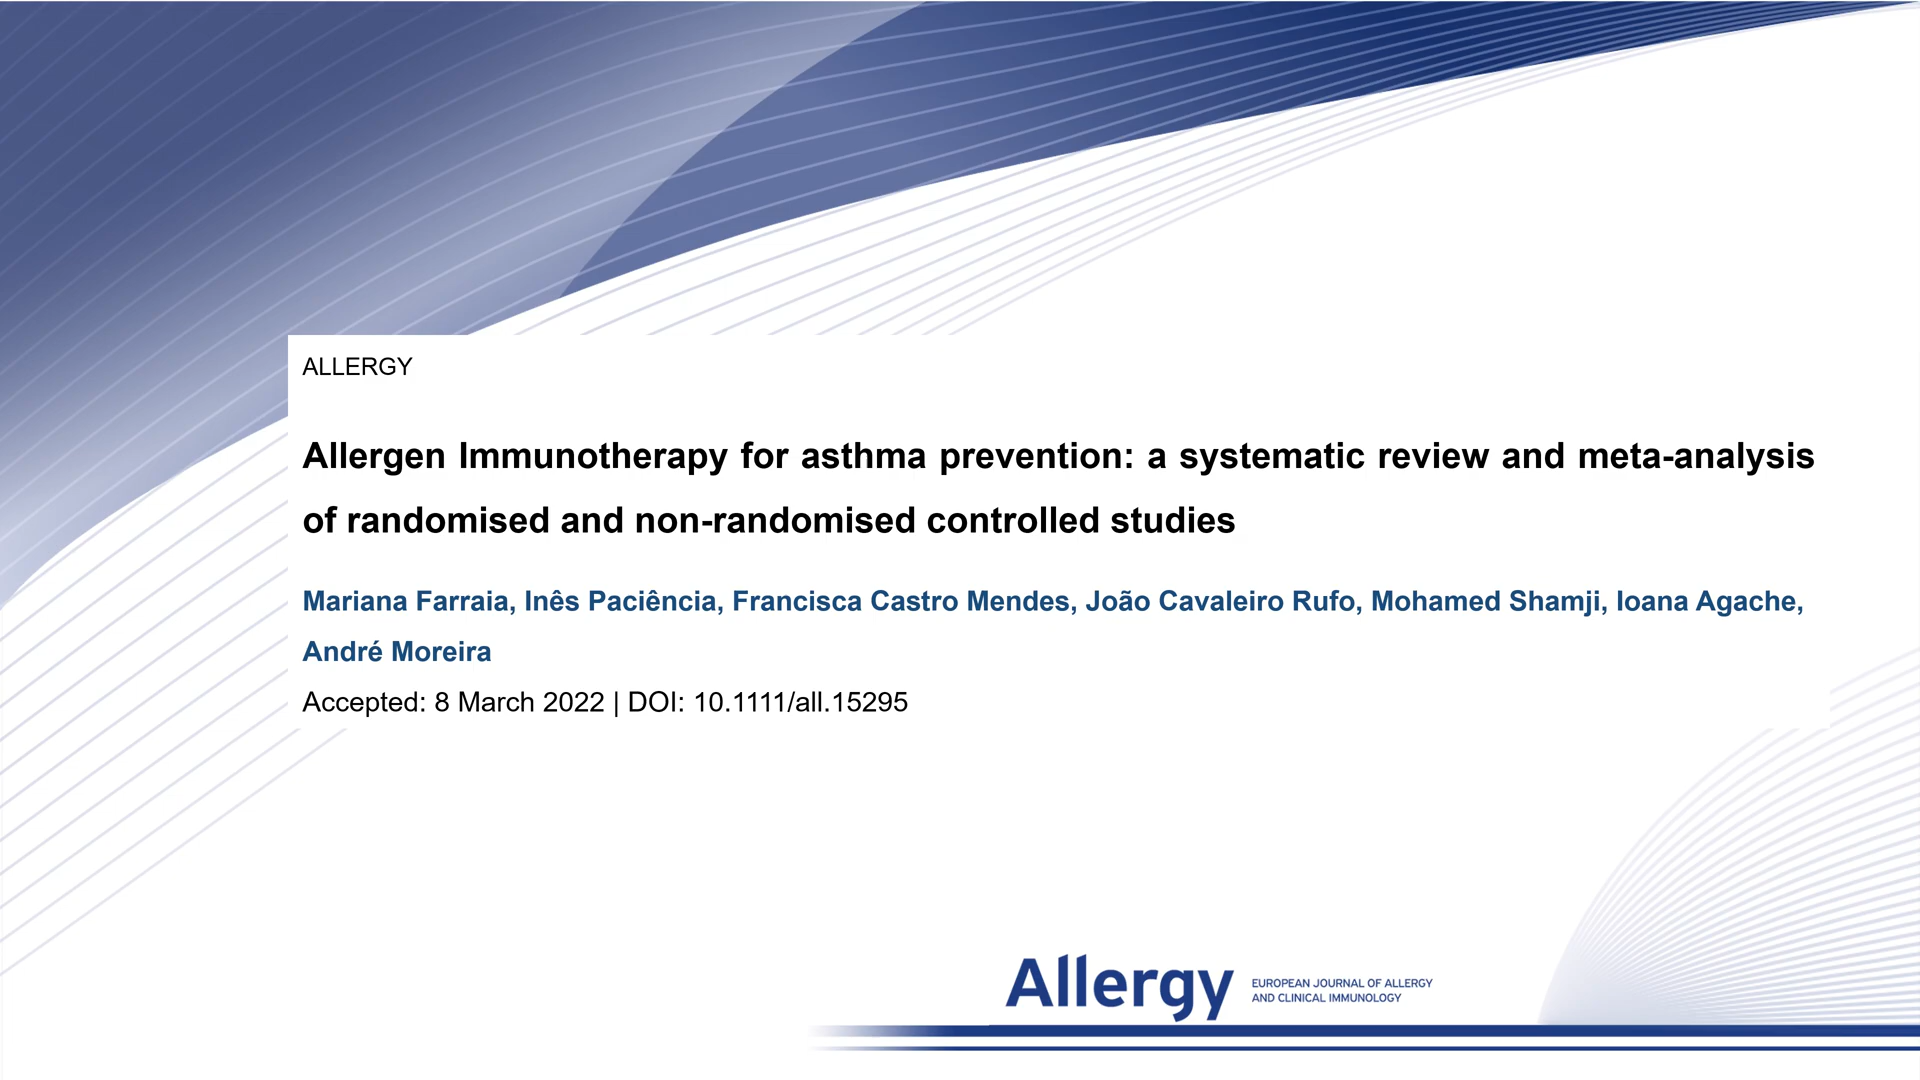 ALLERGY
Allergen Immunotherapy for asthma prevention: a systematic review and meta-analysis
of randomised and non-randomised controlled studies
Mariana Farraia, Inês Paciência, Francisca Castro Mendes, João Cavaleiro Rufo, Mohamed Shamji, Ioana Agache,
André Moreira
Accepted: 8 March 2022 | DOI: 10.1111/all.15295
Allergy
EUROPEAN JOURNAL OF ALLERGY
AND CLINICAL IMMUNOLOGY